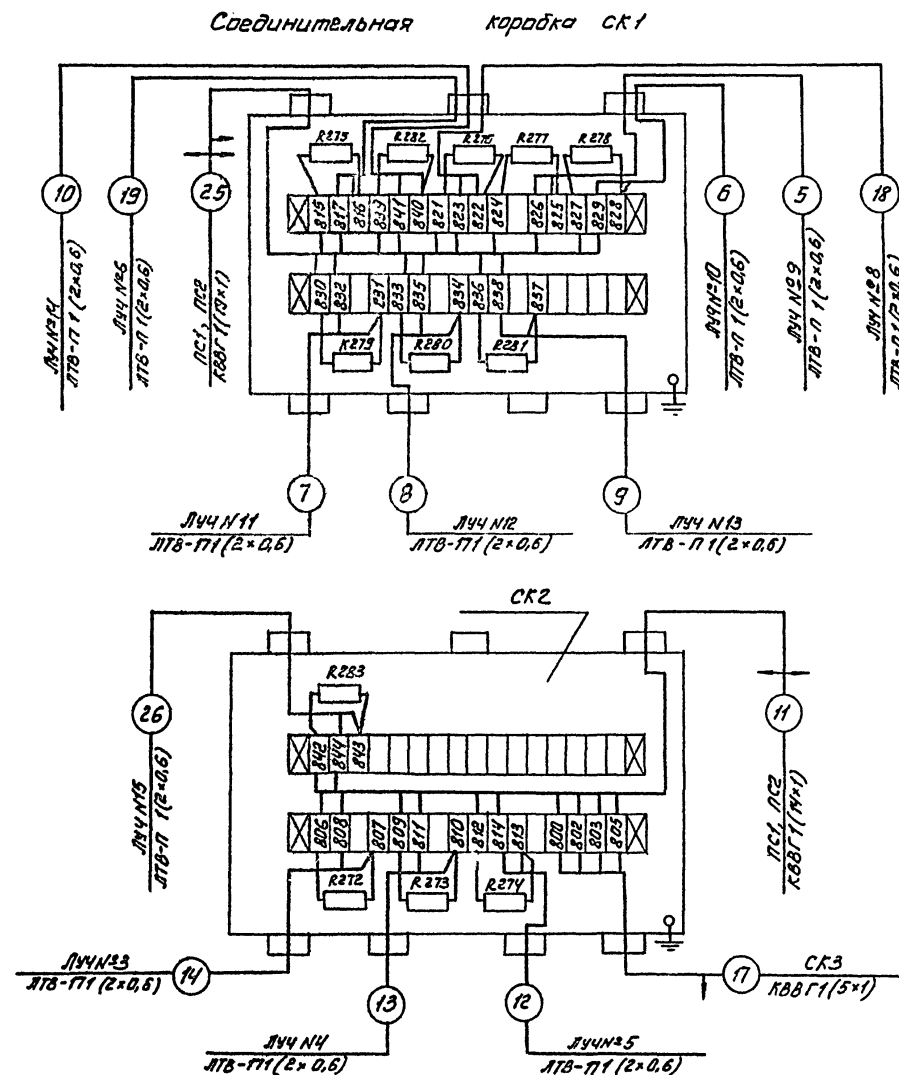 Соединительная коробка СК1
10
19
25
6
5
18
Луч №14
ЛТВ-П 1 (2×0,6)
Луч №6
ЛТВ-П 1 (2×0,6)
ПС1, ПС2
КВВГ1 (19×1)
Луч №10
ЛТВ-П 1 (2×0,6)
Луч №9
ЛТВ-П 1 (2×0,6)
Луч №8
ЛТВ-П 1 (2×0,6)
R275 R282 R276 R277 R278
815 817 816 839 841 840 821 823 822 824 826 825 827 829 828
830 832 831 833 835 834 836 838 837
R279 R280 R281
7 8 9
Луч N11
ЛТВ-П1 (2×0,6)
Луч N12
ЛТВ-П1 (2×0,6)
Луч N13
ЛТВ-П 1 (2×0,6)
СК2
26
11
Луч N15
ЛТВ-П 1 (2×0,6)
ПС1, ПС2
КВВГ1 (14×1)
R283
842 844 843
806 808 807 809 811 810 812 814 813 800 802 803 805
R272 R273 R274
Луч №3
ЛТВ-П1 (2×0,6)
14
13
12
17
СК3
КВВГ1 (5×1)
Луч N4
ЛТВ-П1 (2×0,6)
Луч №5
ЛТВ-П1 (2×0,6)